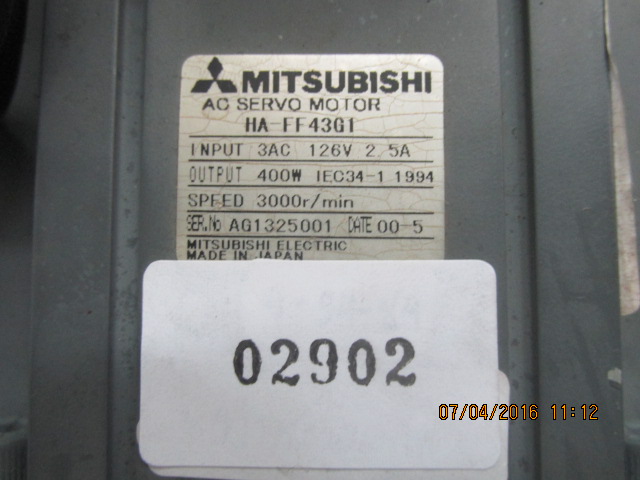 MITSUBISHI
AC SERVO MOTOR
HA-FF43G1
INPUT 3AC 126V 2.5A
OUTPUT 400W IEC34-1 1994
SPEED 3000r/min
SER.No AG1325001 DATE 00-5
MITSUBISHI ELECTRIC
MADE IN JAPAN
02902
07/04/2016 11:12